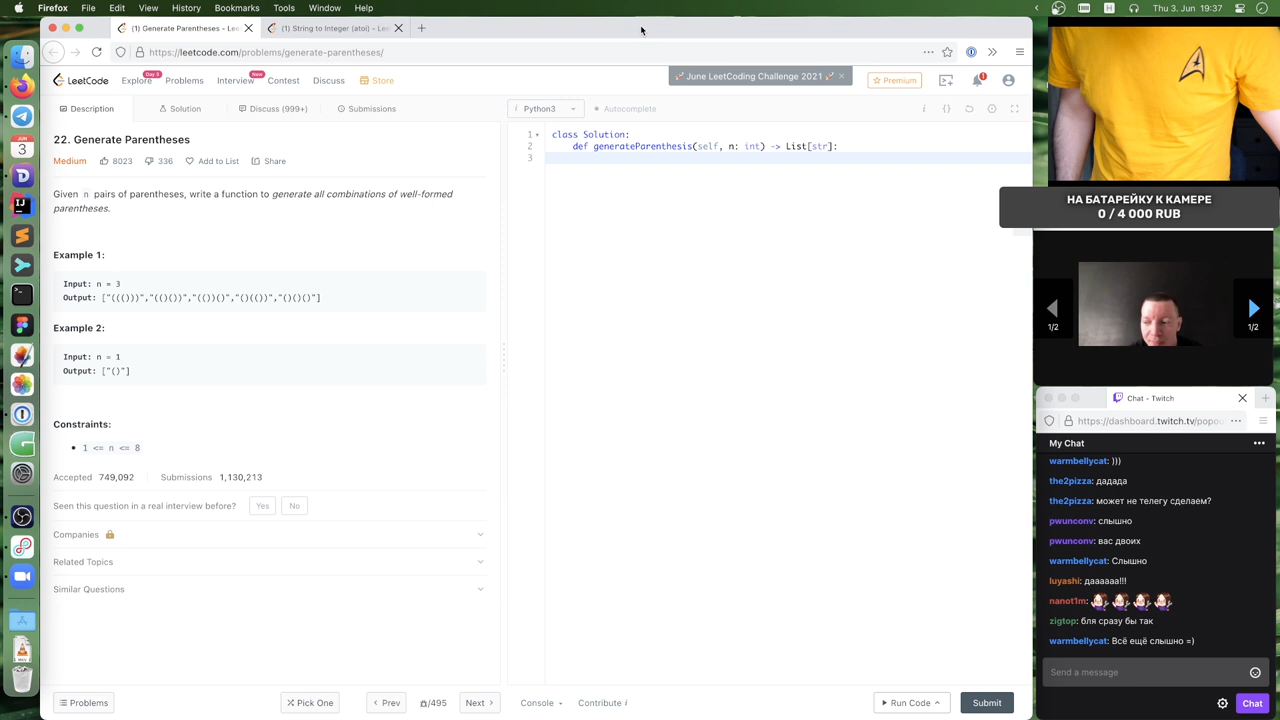 Firefox File Edit View History Bookmarks Tools Window Help
19:9:37
(1) Generate Parentheses - Lee
(1) String to Integer (atoi) - Lee
https://leetcode.com/problems/generate-parentheses/
LeetCode
Explore
Day 3
Problems
Interview
New
Contest
Discuss
Store
June LeetCoding Challenge 2021
Premium
1
Description
Solution
Discuss (999+)
Submissions
Python3
Autocomplete
22. Generate Parentheses
Medium 8023 336 Add to List Share
Given n pairs of parentheses, write a function to generate all combinations of well-formed
parentheses.
Example 1:
Input: n = 3
Output: ["((()))","(()())","(())()","()(())","()()()"]
Example 2:
Input: n = 1
Output: ["()"]
Constraints:
1 <= n <= 8
Accepted 749,092 Submissions 1,130,213
Seen this question in a real interview before? Yes No
Companies
Related Topics
Similar Questions
Problems
Pick One
Prev
/495
Next
1 class Solution:
2 def generateParenthesis(self, n: int) -> List[str]:
3
Console
Contribute i
Run Code
Submit
JUN
3
НА БАТАРЕЙКУ К КАМЕРЕ
0 / 4 000 RUB
1/2
1/2
Chat - Twitch
https://dashboard.twitch.tv/popou
My Chat
warmbellycat: )))
the2pizza: дадада
the2pizza: может не телегу сделаем?
pwunconv: слышно
pwunconv: вас двоих
warmbellycat: Слышно
luyashi: даааааа!!!
nanot1m:
zigtop: бля сразу бы так
warmbellycat: Всё ещё слышно =)
Send a message
Chat